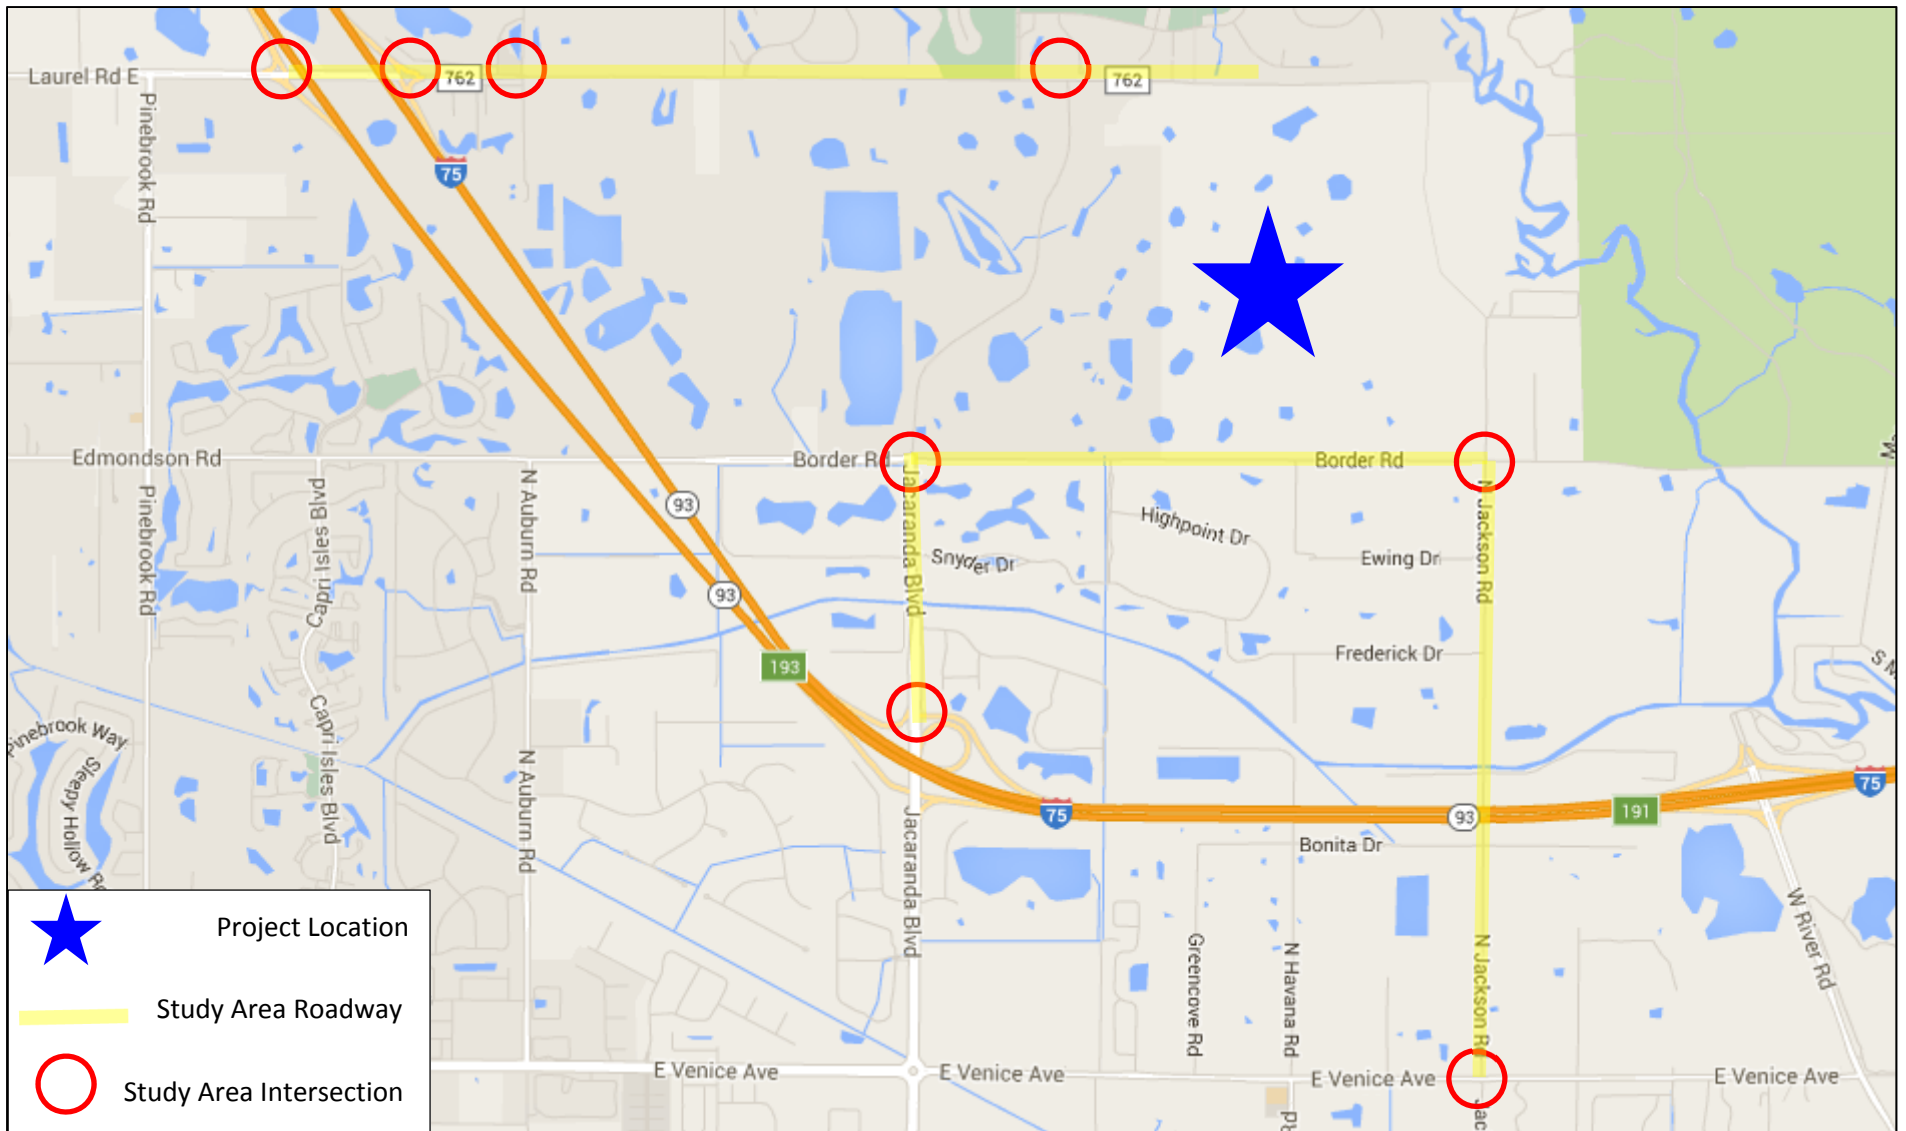 Laurel Rd E
762
762
Pinebrook Rd
75
Edmondson Rd
Border Rd
Border Rd
Pinebrook Rd
Capri Isles Blvd
N Auburn Rd
93
Jacaranda Blvd
Snyder Dr
Highpoint Dr
Ewing Dr
N Jackson Rd
93
193
Frederick Dr
S M
Pinebrook Way
Sleepy Hollow R
Capri Isles Blvd
N Auburn Rd
Jacaranda Blvd
75
93
191
75
Bonita Dr
W River Rd
Greencove Rd
N Havana Rd
N Jackson Rd
E Venice Ave
E Venice Ave
E Venice Ave
E Venice Ave
Rd
Jac
Project Location
Study Area Roadway
Study Area Intersection